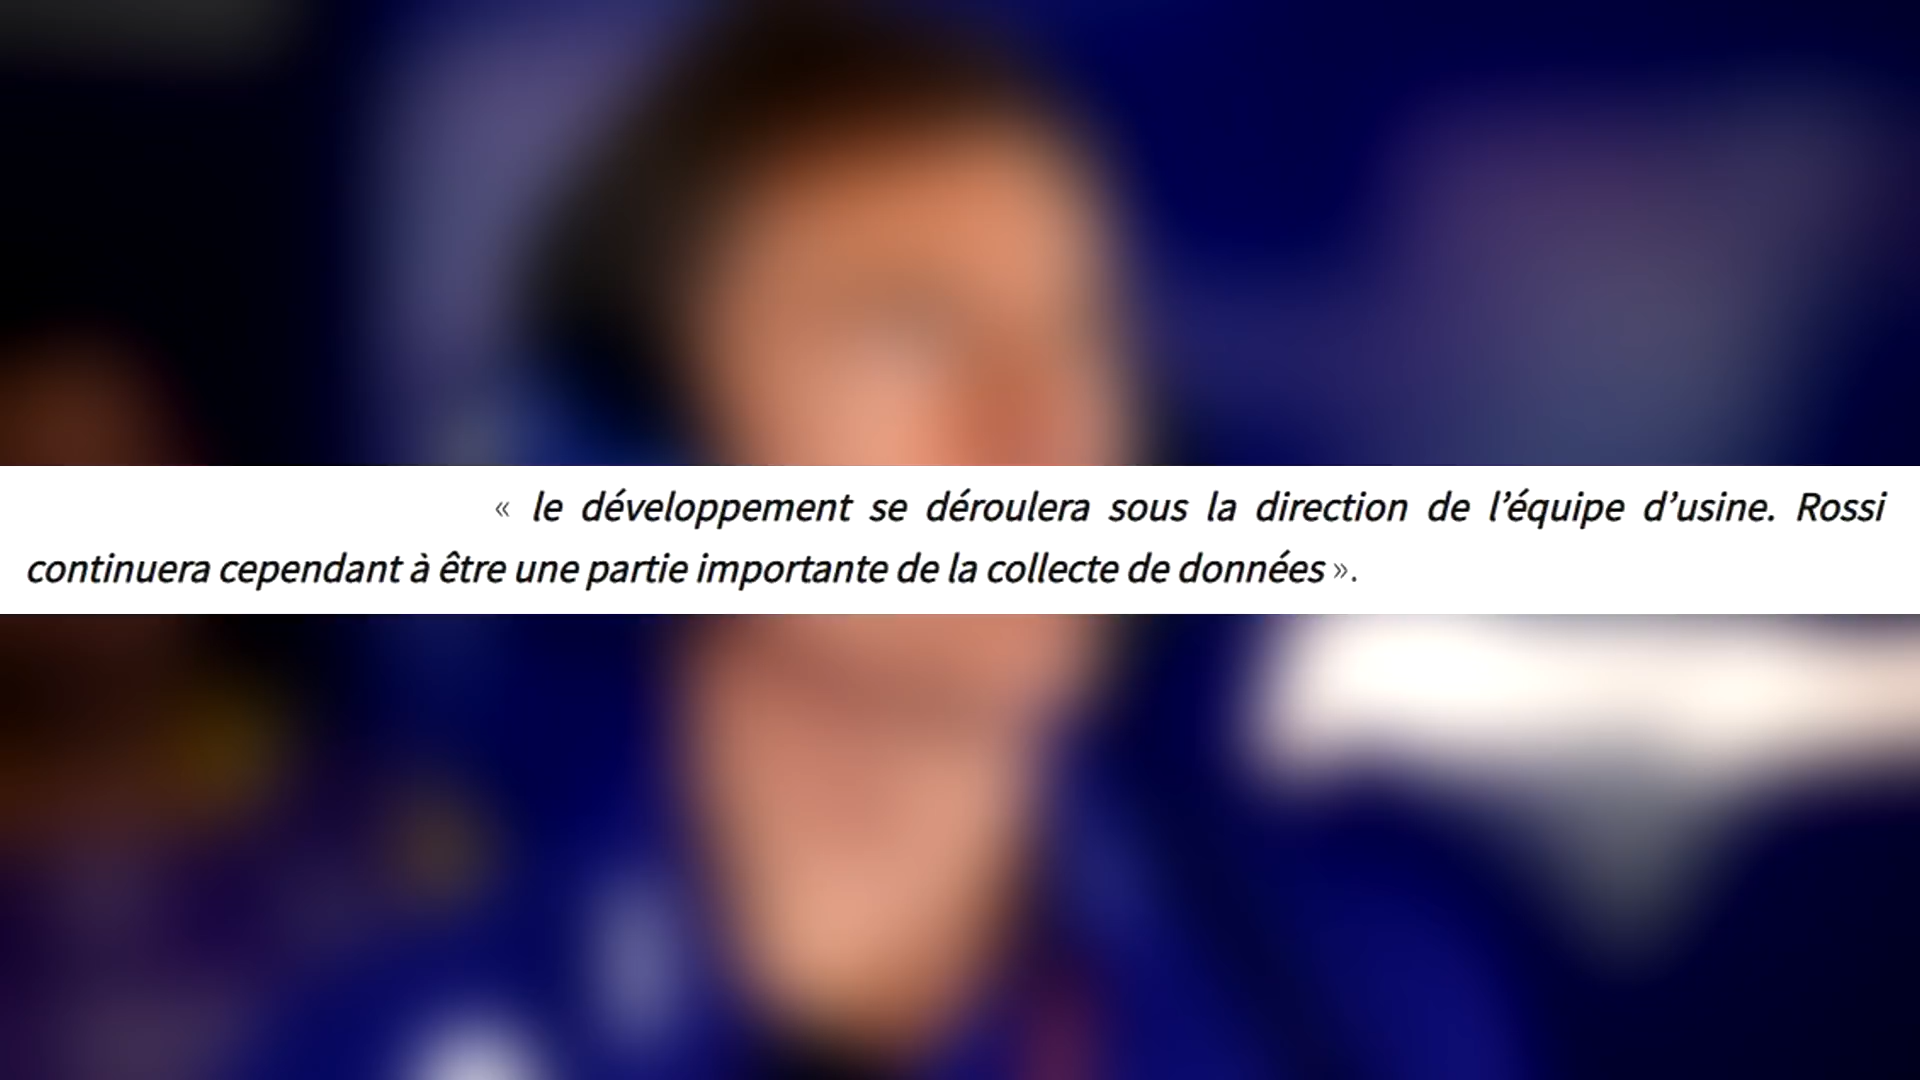 « le développement se déroulera sous la direction de l’équipe d’usine. Rossi
continuera cependant à être une partie importante de la collecte de données ».